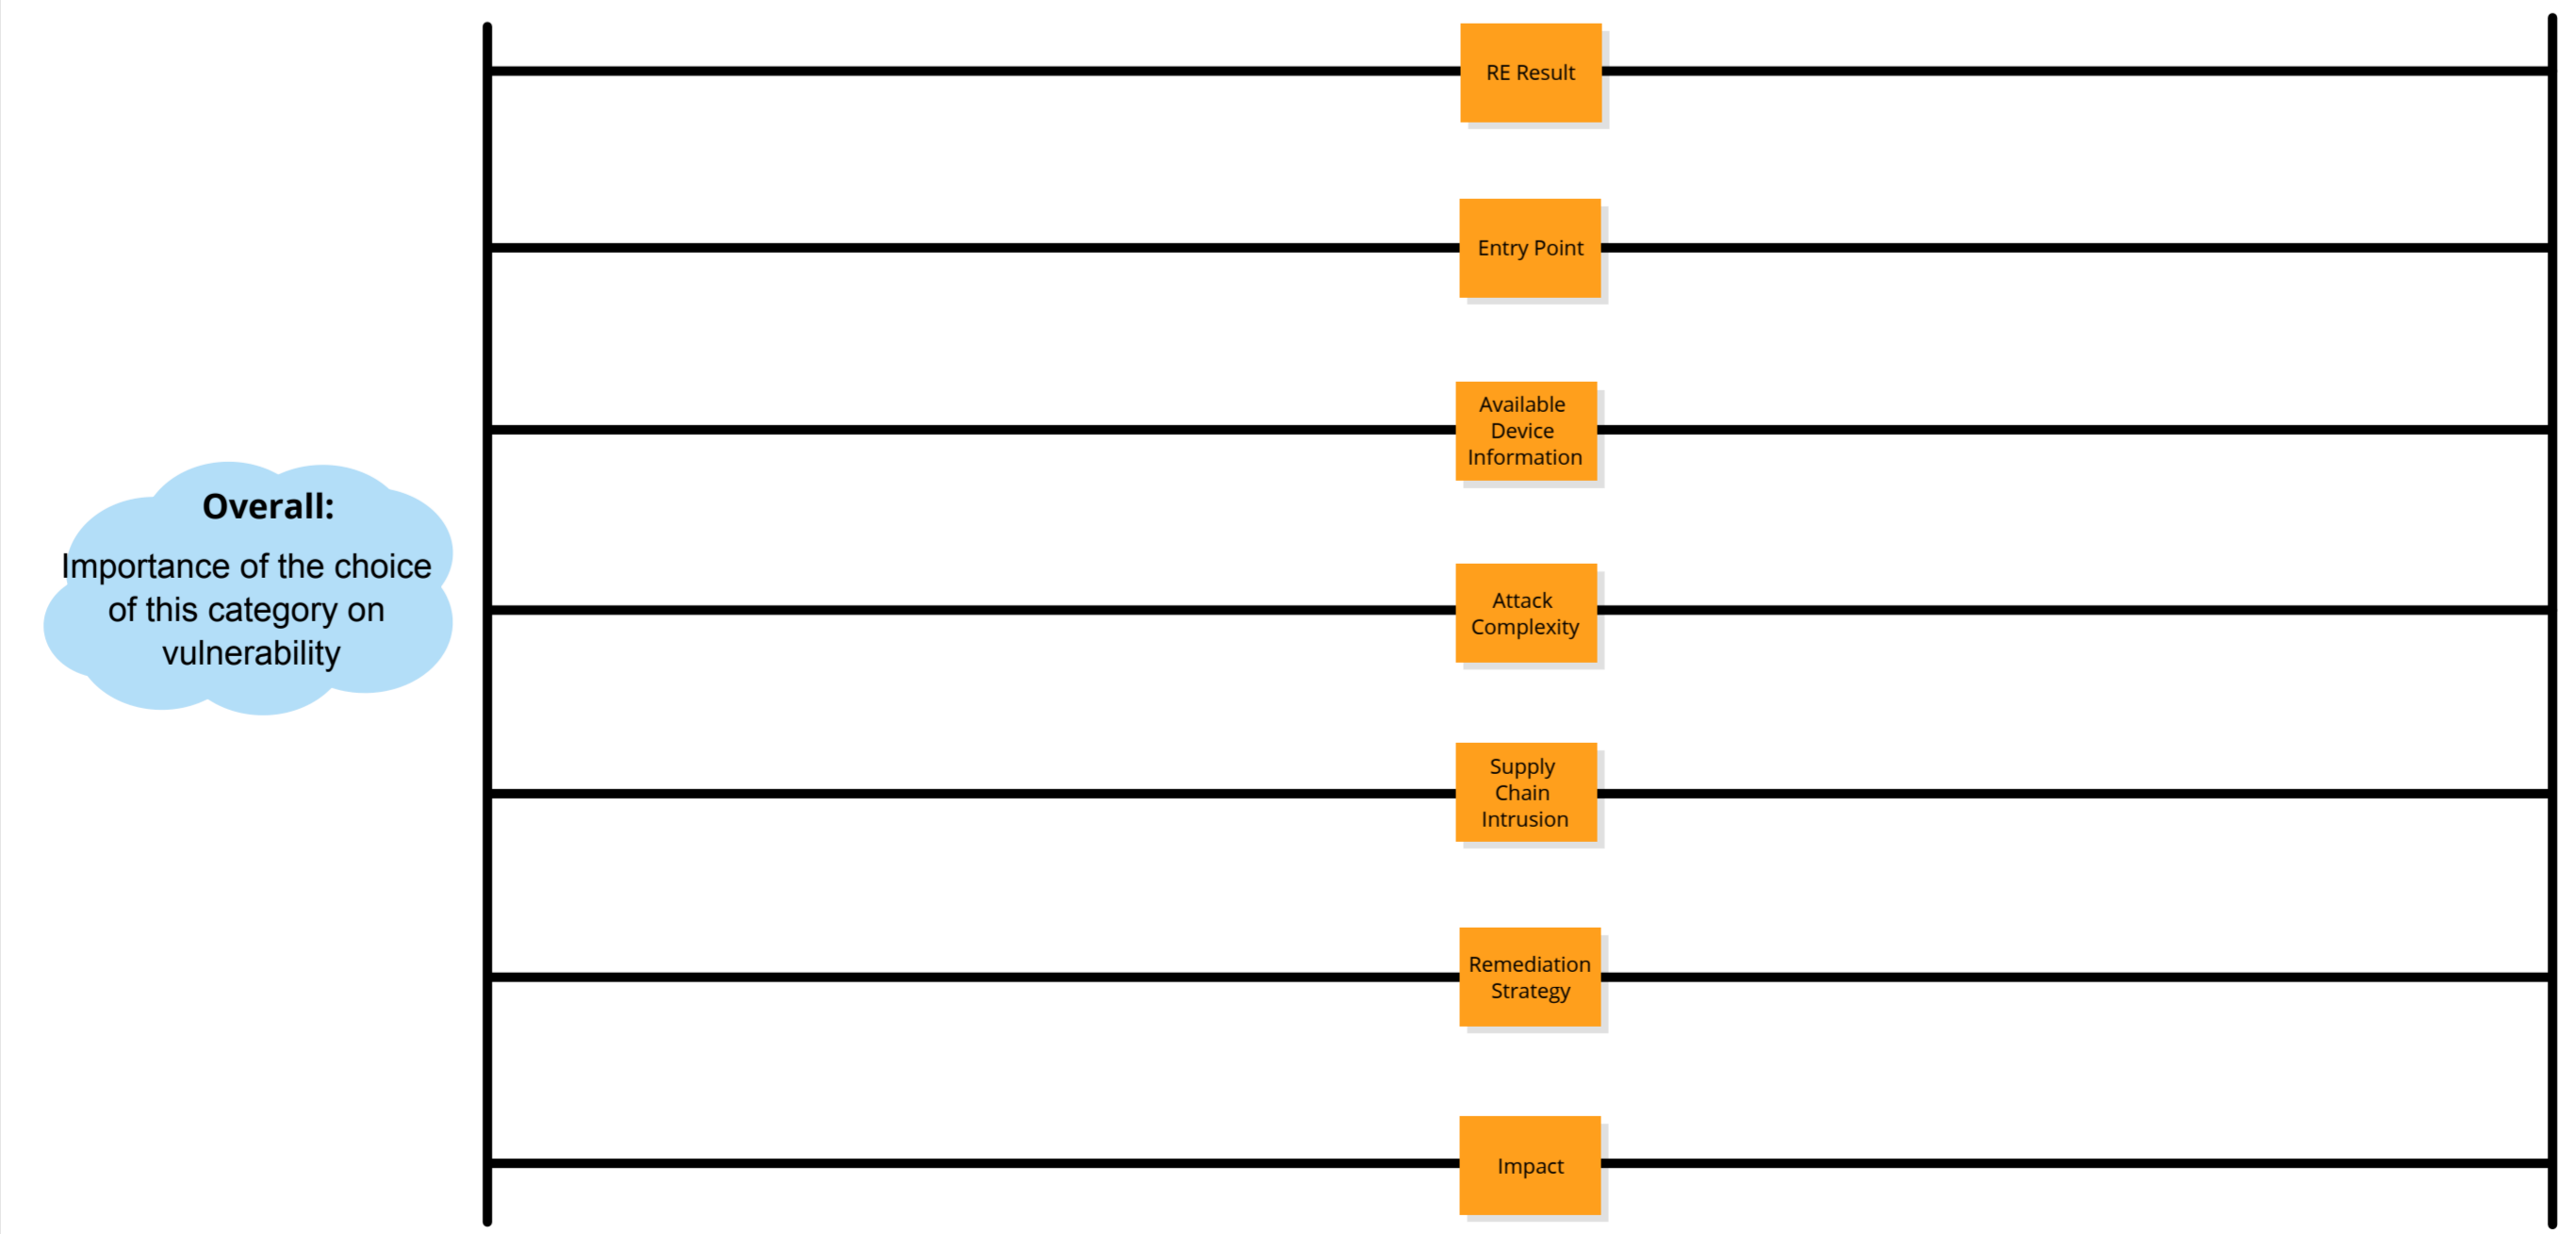 RE Result
Entry Point
Available
Device
Information
Overall:
Importance of the choice
of this category on
vulnerability
Attack
Complexity
Supply
Chain
Intrusion
Remediation
Strategy
Impact